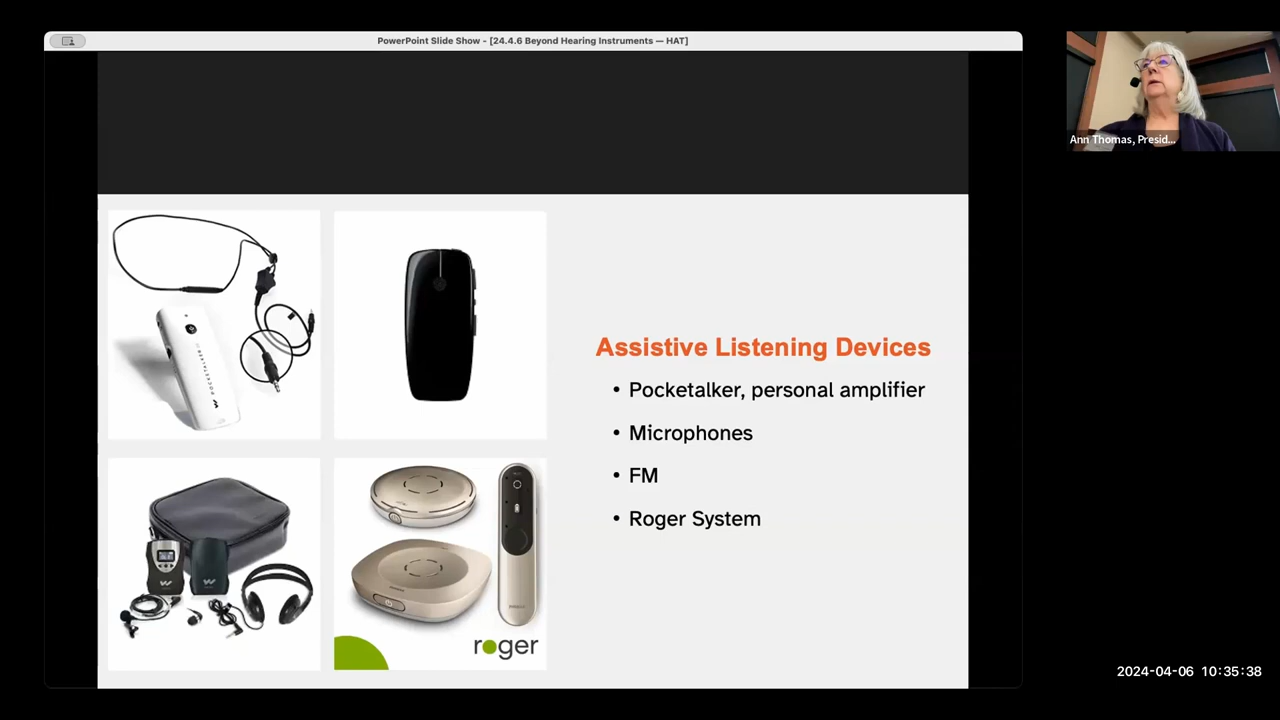 PowerPoint Slide Show - [24.4.6 Beyond Hearing Instruments — HAT]
Ann Thomas, Presid...
Assistive Listening Devices
• Pocketalker, personal amplifier
• Microphones
• FM
• Roger System
POCKETALKER
roger
2024-04-06 10:35:38